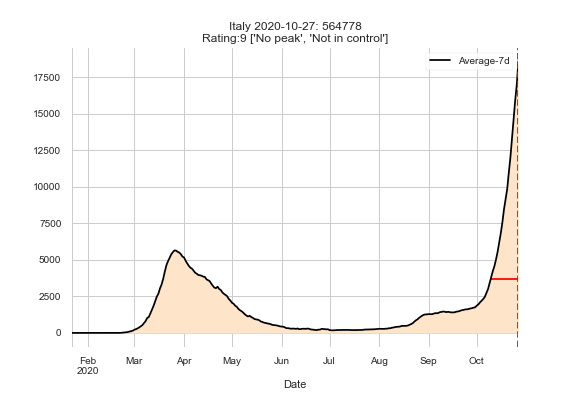 Italy 2020-10-27: 564778
Rating:9 ['No peak', 'Not in control']
Average-7d
17500
15000
12500
10000
7500
5000
2500
0
Feb Mar Apr May Jun Jul Aug Sep Oct
2020
Date